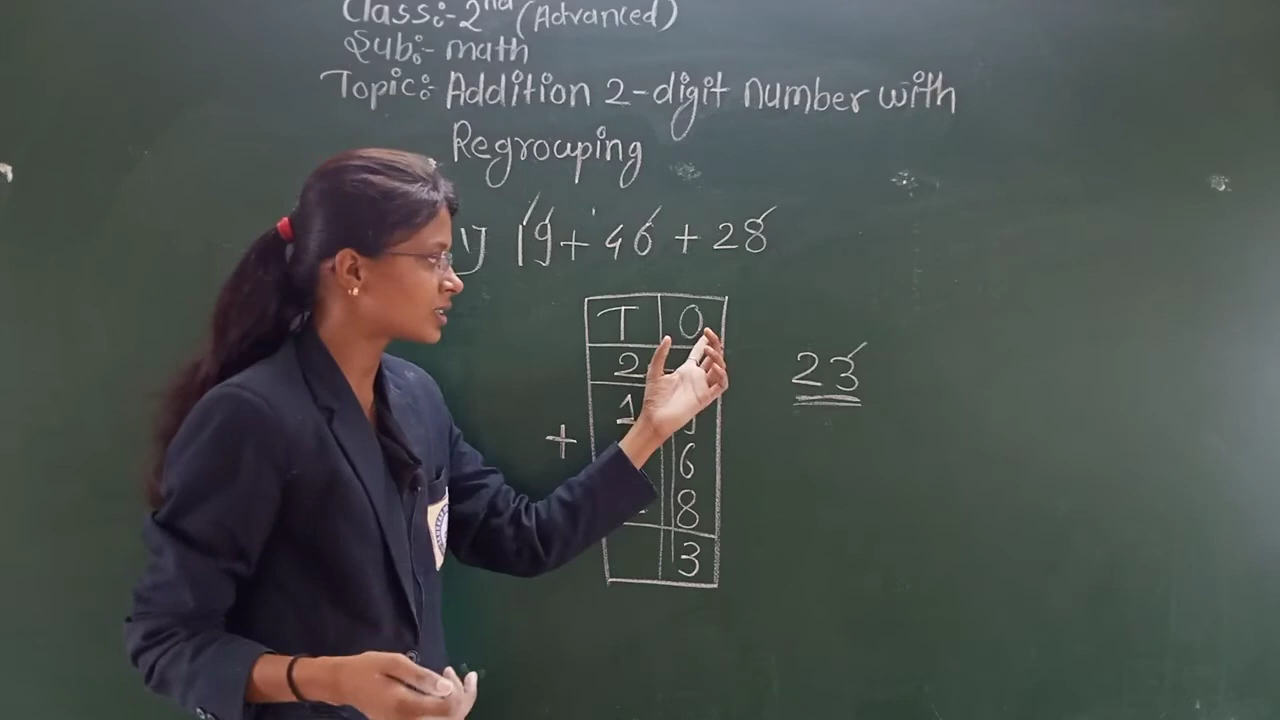 Class:-2nd (Advanced)
Sub:- math
Topic: Addition 2-digit number with
Regrouping
19+ 46 + 28
T O
2
1
+
6
8
3
23